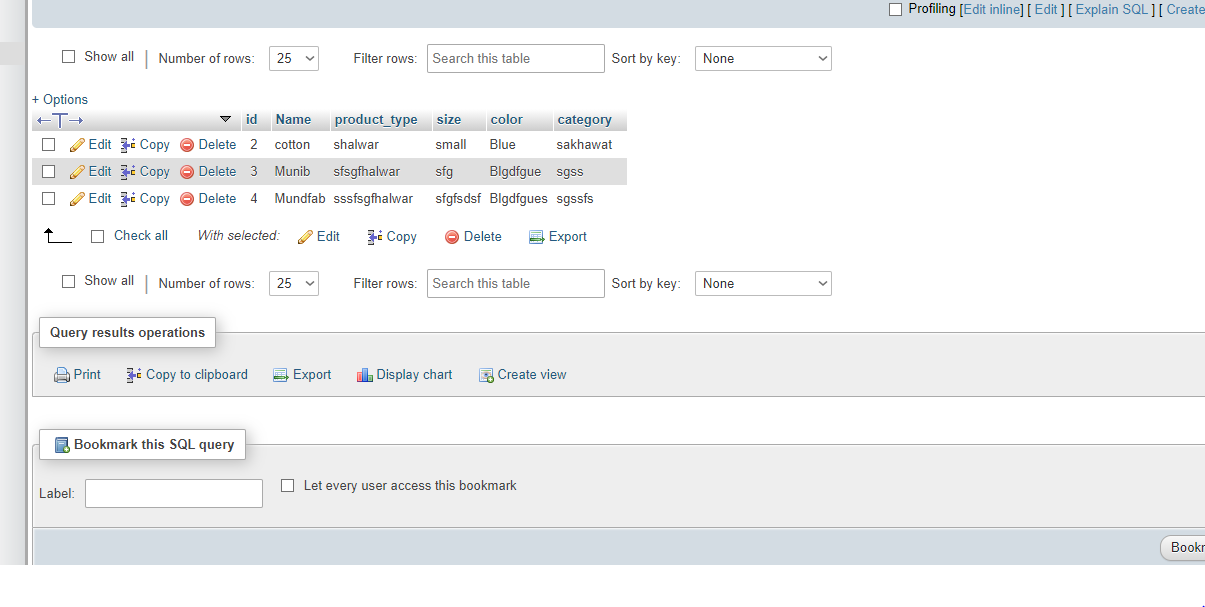 Profiling [Edit inline] [ Edit ] [ Explain SQL ] [ Create
Show all | Number of rows: 25 Filter rows: Search this table Sort by key: None
+ Options
←T→ id Name product_type size color category
Edit Copy Delete 2 cotton shalwar small Blue sakhawat
Edit Copy Delete 3 Munib sfsgfhalwar sfg Blgdfgue sgss
Edit Copy Delete 4 Mundfab sssfsgfhalwar sfgfsdsf Blgdfgues sgssfs
Check all With selected: Edit Copy Delete Export
Show all | Number of rows: 25 Filter rows: Search this table Sort by key: None
Query results operations
Print Copy to clipboard Export Display chart Create view
Bookmark this SQL query
Label: Let every user access this bookmark